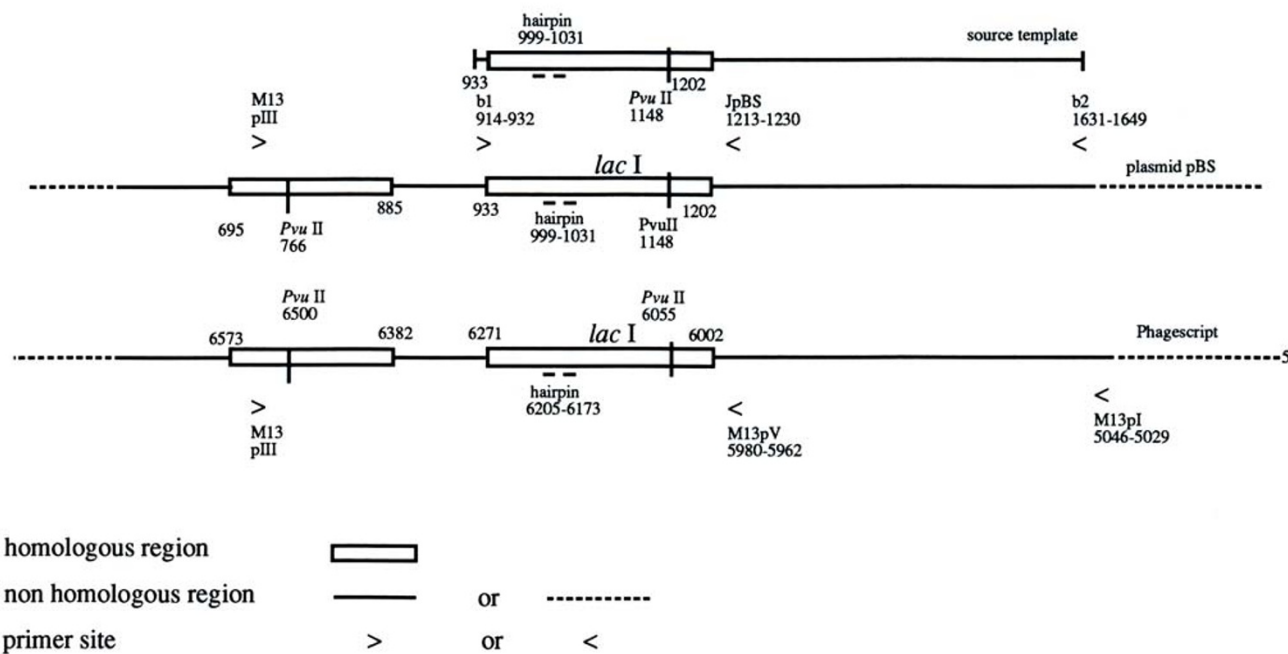 hairpin
999-1031
source template
933
1202
M13
pIII
b1
914-932
Pvu II
1148
JpBS
1213-1230
b2
1631-1649
>
>
<
<
lac I
plasmid pBS
695
885
933
1202
Pvu II
766
hairpin
999-1031
PvuII
1148
Pvu II
6500
Pvu II
6055
6573
6382
6271
lac I
6002
Phagescript
5
hairpin
6205-6173
>
<
<
M13
pIII
M13pV
5980-5962
M13pI
5046-5029
homologous region
non homologous region or
primer site > or <